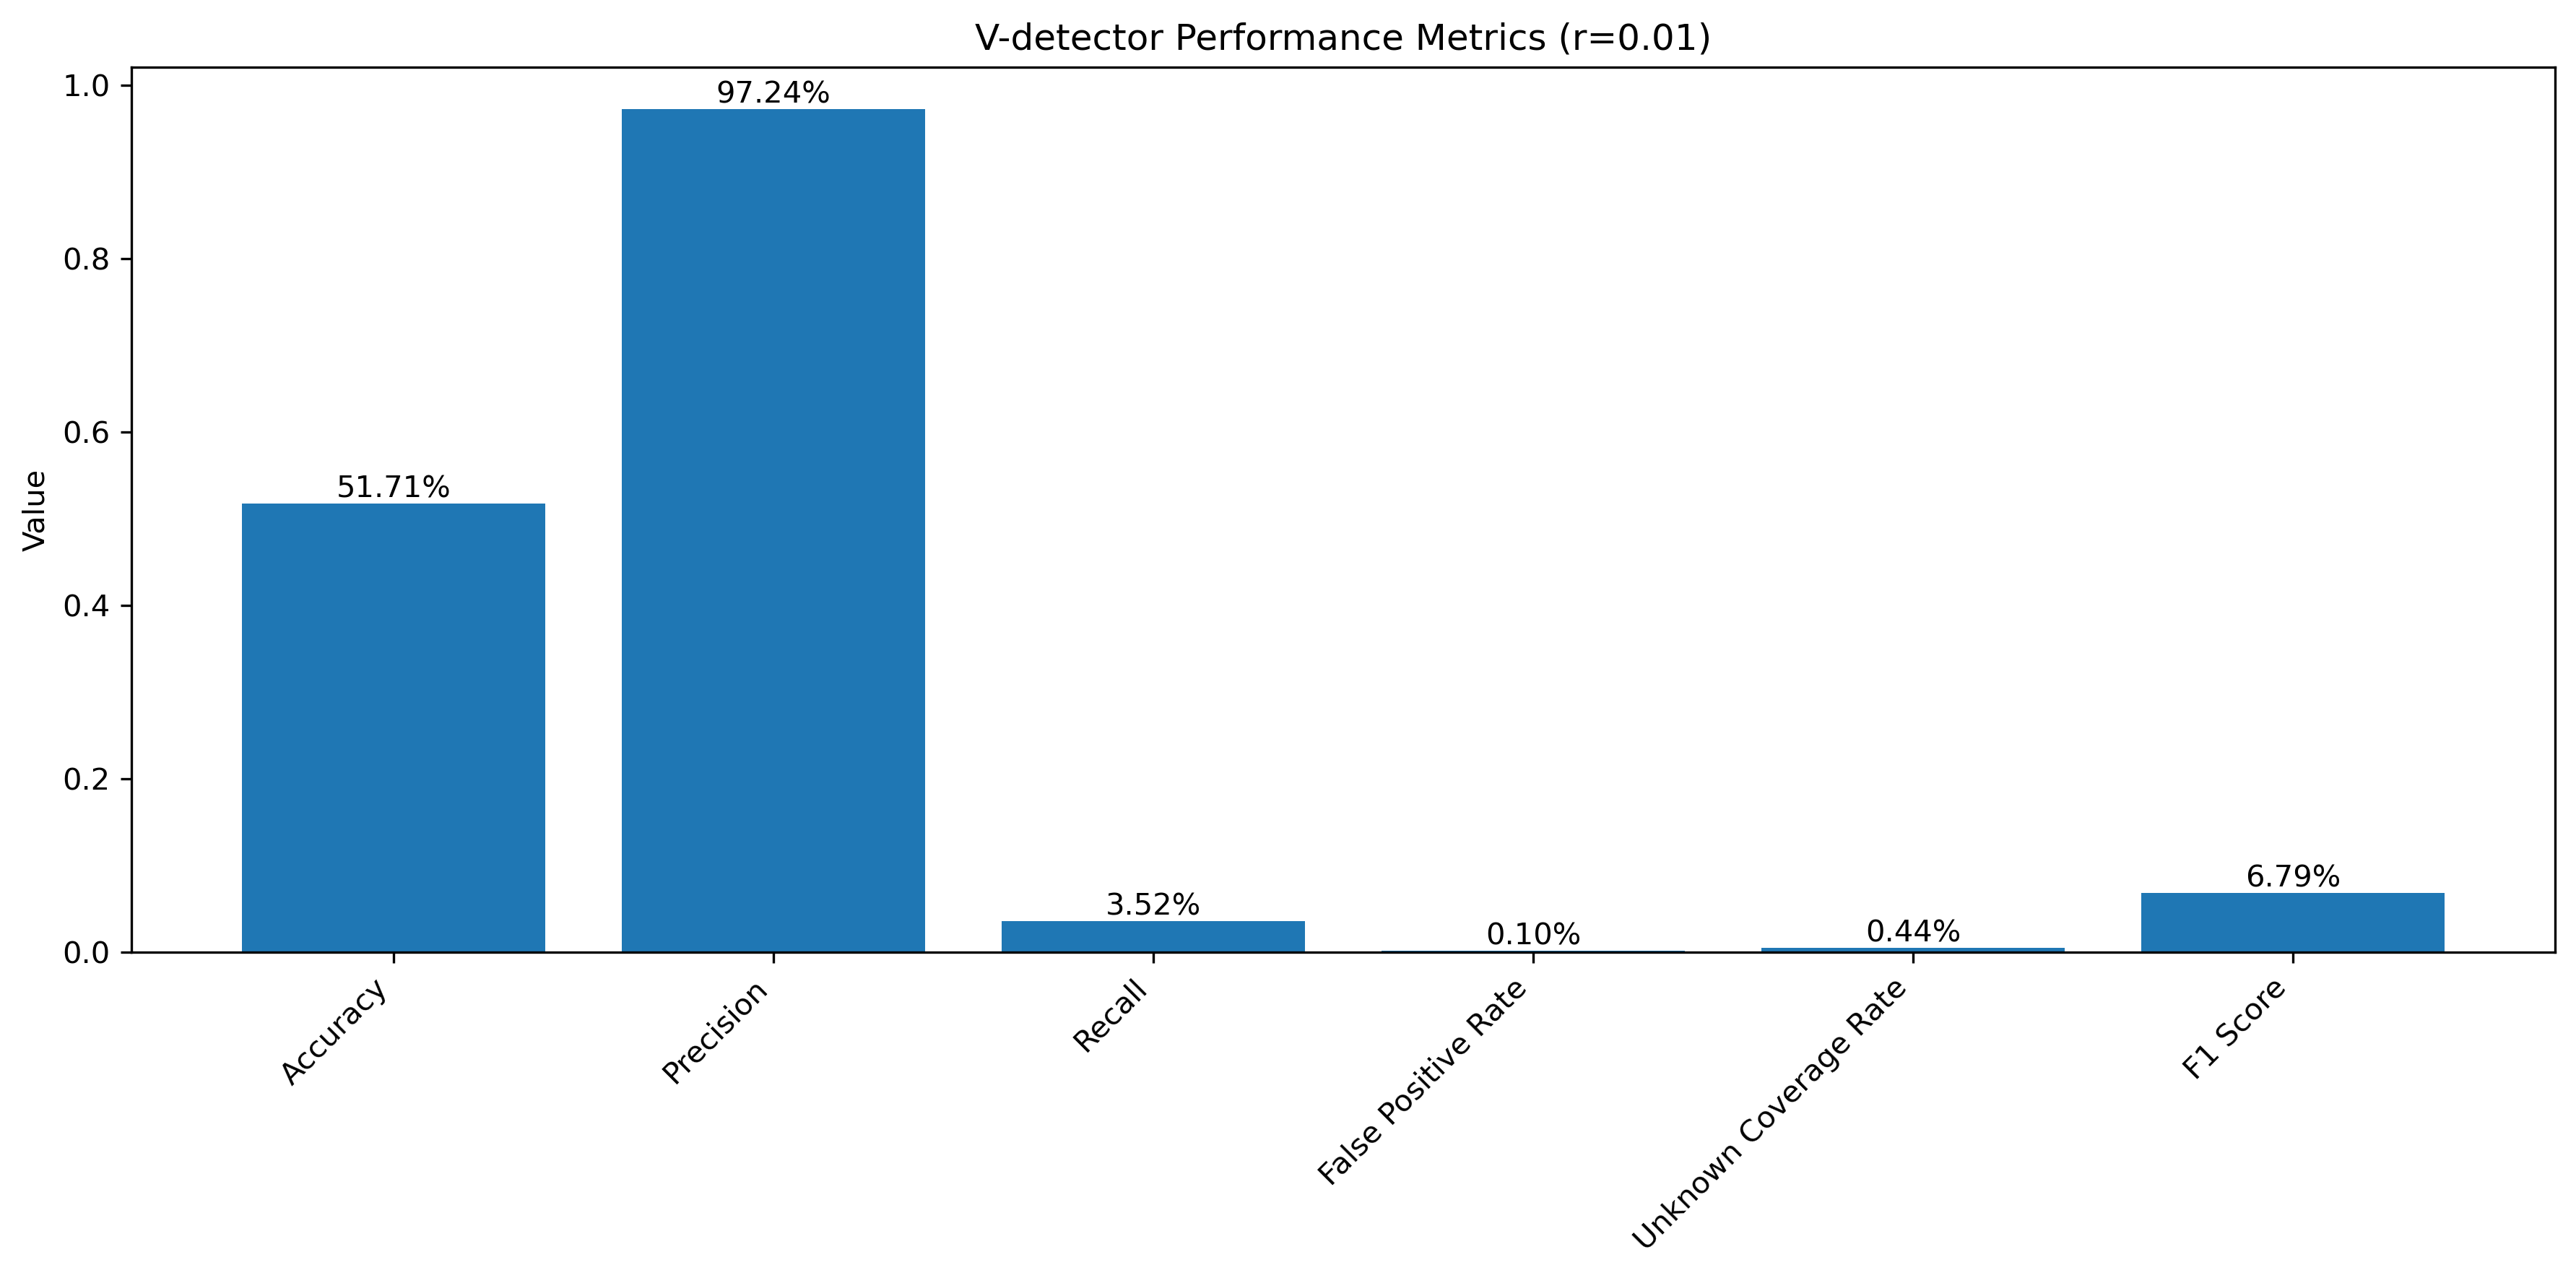 V-detector Performance Metrics (r=0.01)
Value
1.0
0.8
0.6
0.4
0.2
0.0
51.71%
97.24%
3.52%
0.10%
0.44%
6.79%
Accuracy
Precision
Recall
False Positive Rate
Unknown Coverage Rate
F1 Score